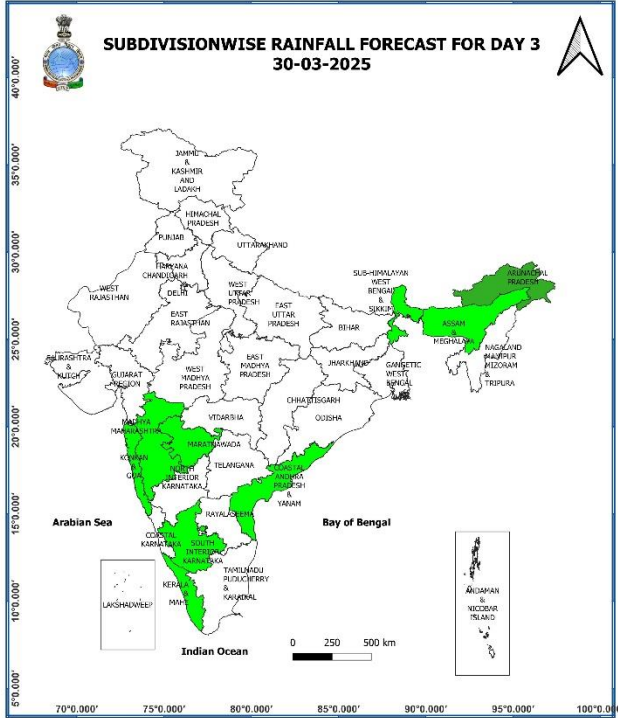 SUBDIVISIONWISE RAINFALL FORECAST FOR DAY 3
30-03-2025
40°0.000'
35°0.000'
30°0.000'
25°0.000'
20°0.000'
15°0.000'
10°0.000'
5°0.000'
JAMMU
&
KASHMIR
AND
LADAKH
HIMACHAL
PRADESH
PUNJAB
UTTARAKHAND
HARYANA
CHANDIGARH
DELHI
WEST
RAJASTHAN
WEST
UTTAR
PRADESH
EAST
RAJASTHAN
EAST
UTTAR
PRADESH
SUB-HIMALAYAN
WEST
BENGAL
&
SIKKIM
ARUNACHAL
PRADESH
ASSAM
&
MEGHALAYA
NAGALAND
MANIPUR
MIZORAM
&
TRIPURA
BIHAR
SAURASHTRA
&
KUTCH
GUJARAT
REGION
WEST
MADHYA
PRADESH
EAST
MADHYA
PRADESH
JHARKHAND
GANGETIC
WEST
BENGAL
CHHATTISGARH
ODISHA
VIDARBHA
MADHYA
MAHARASHTRA
MARATHWADA
KONKAN
&
GOA
NORTH
INTERIOR
KARNATAKA
TELANGANA
COASTAL
ANDHRA
PRADESH
&
YANAM
RAYALASEEMA
Arabian Sea
Bay of Bengal
COASTAL
KARNATAKA
SOUTH
INTERIOR
KARNATAKA
TAMILNADU
PUDUCHERRY
&
KARAIKAL
KERALA
&
MAHE
LAKSHADWEEP
ANDAMAN
&
NICOBAR
ISLAND
Indian Ocean
0 250 500 km
70°0.000' 75°0.000' 80°0.000' 85°0.000' 90°0.000' 95°0.000' 100°0.00